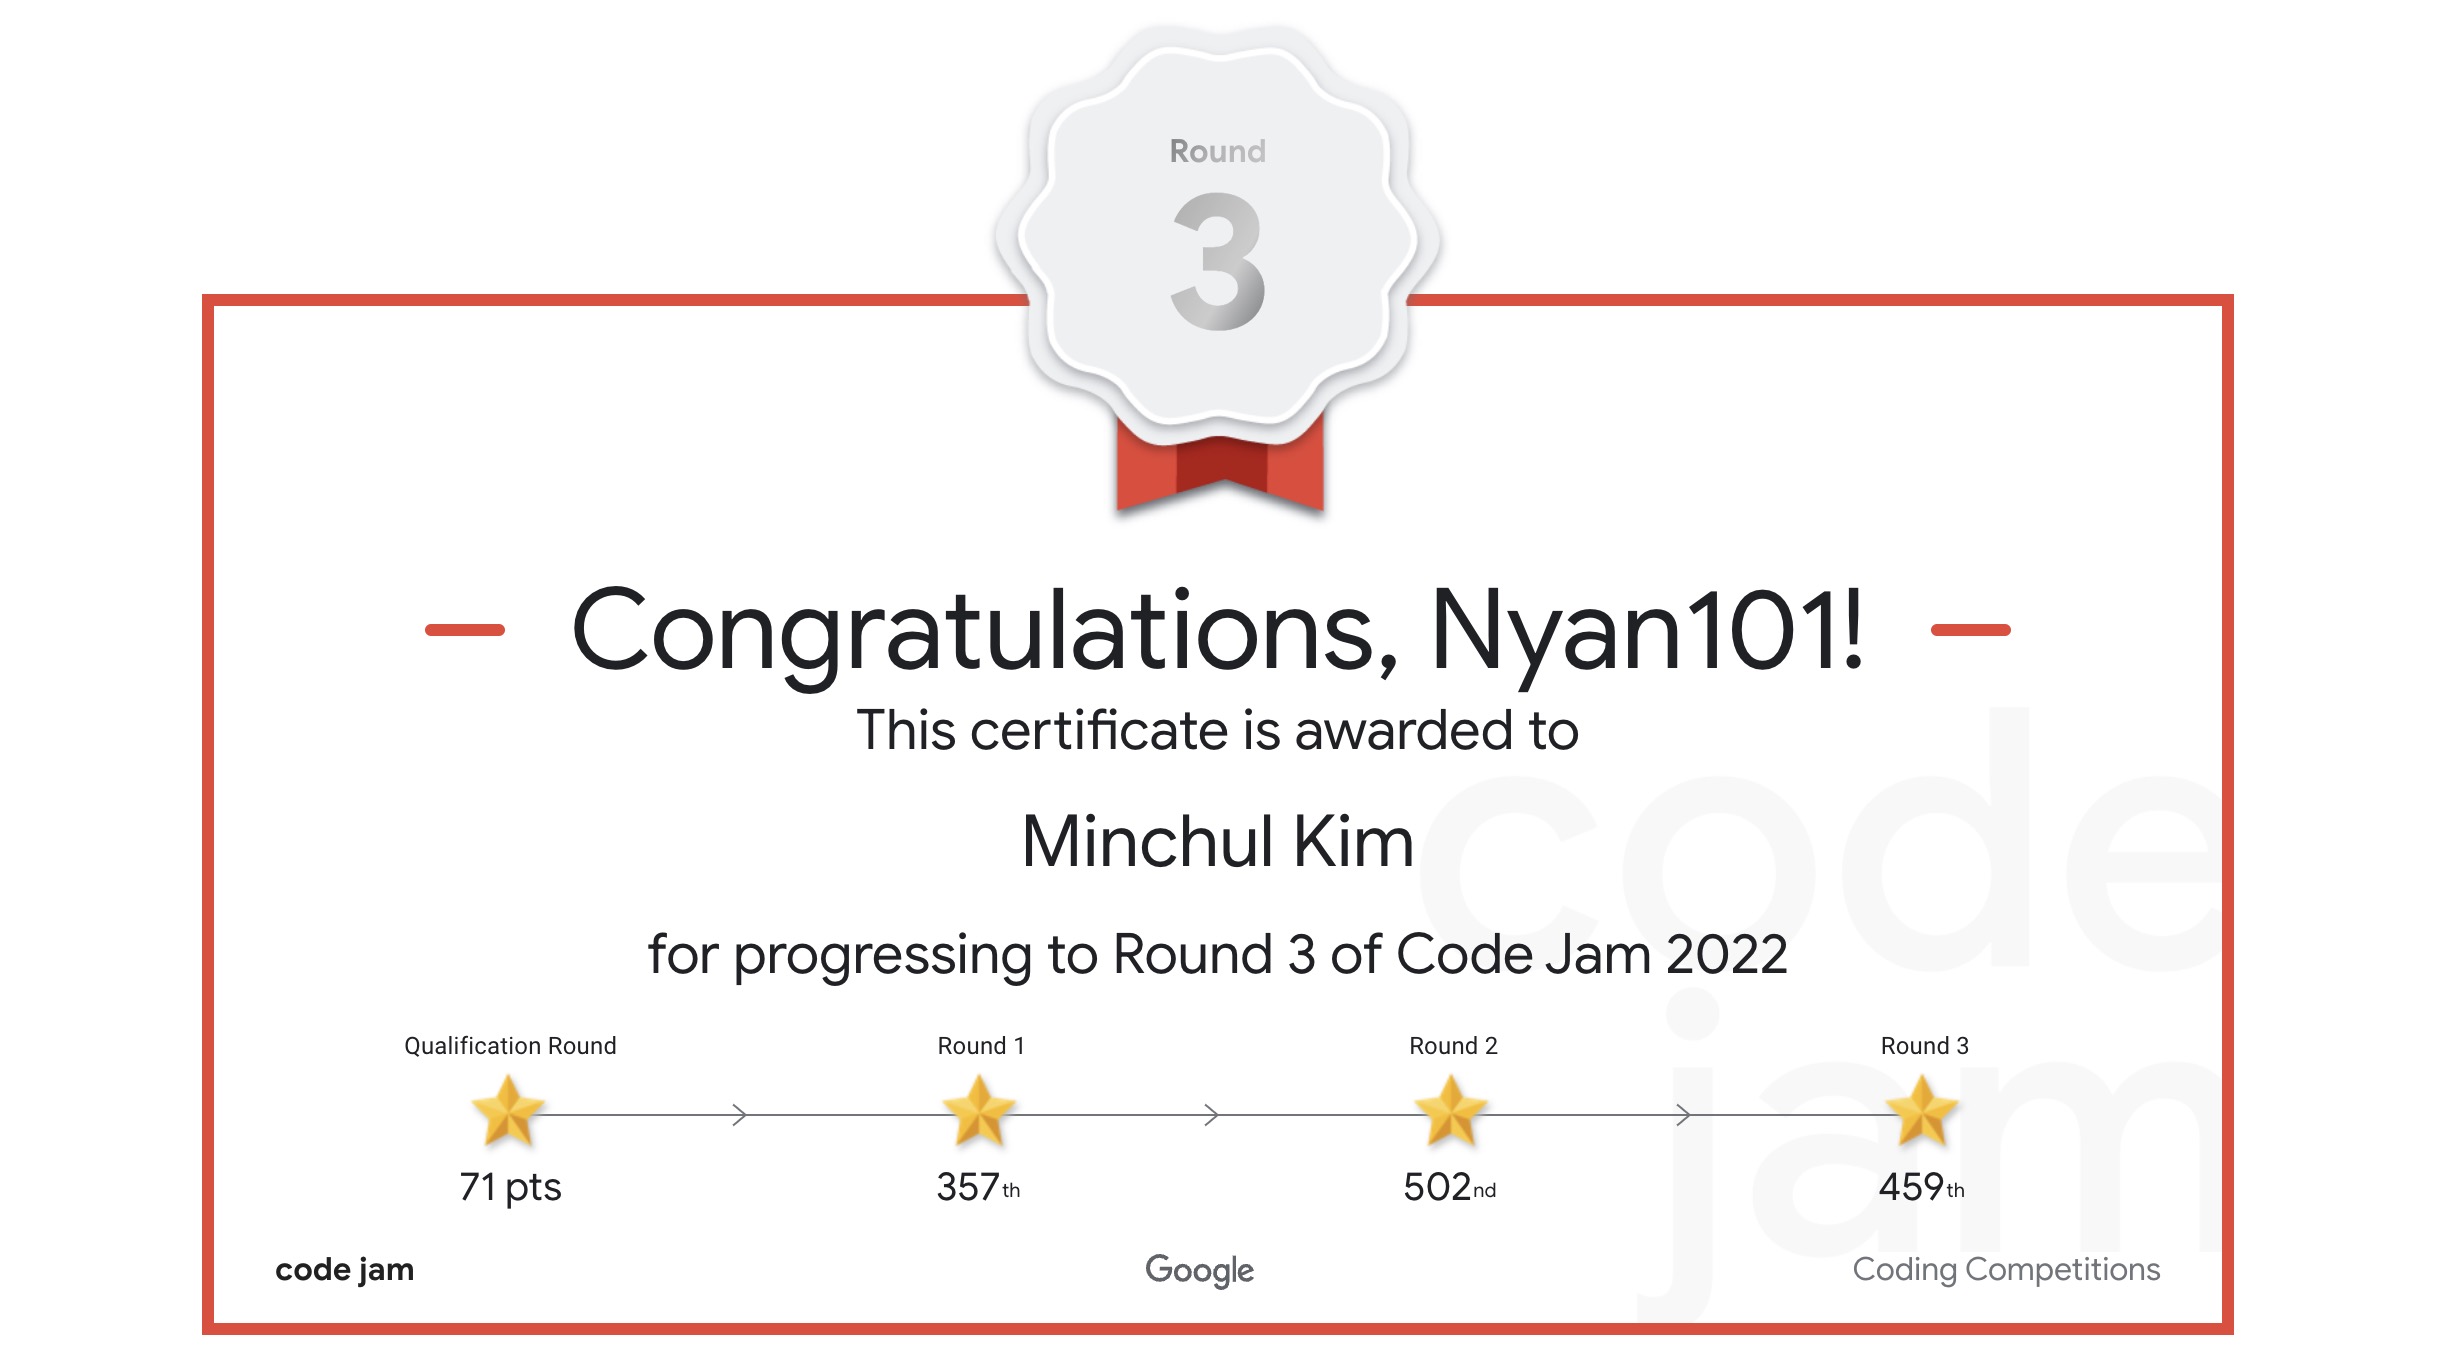 Round
3
Congratulations, Nyan101!
This certificate is awarded to
Minchul Kim
for progressing to Round 3 of Code Jam 2022
Qualification Round Round 1 Round 2 Round 3
71 pts 357th 502nd 459th
code jam Google Coding Competitions
code
jam